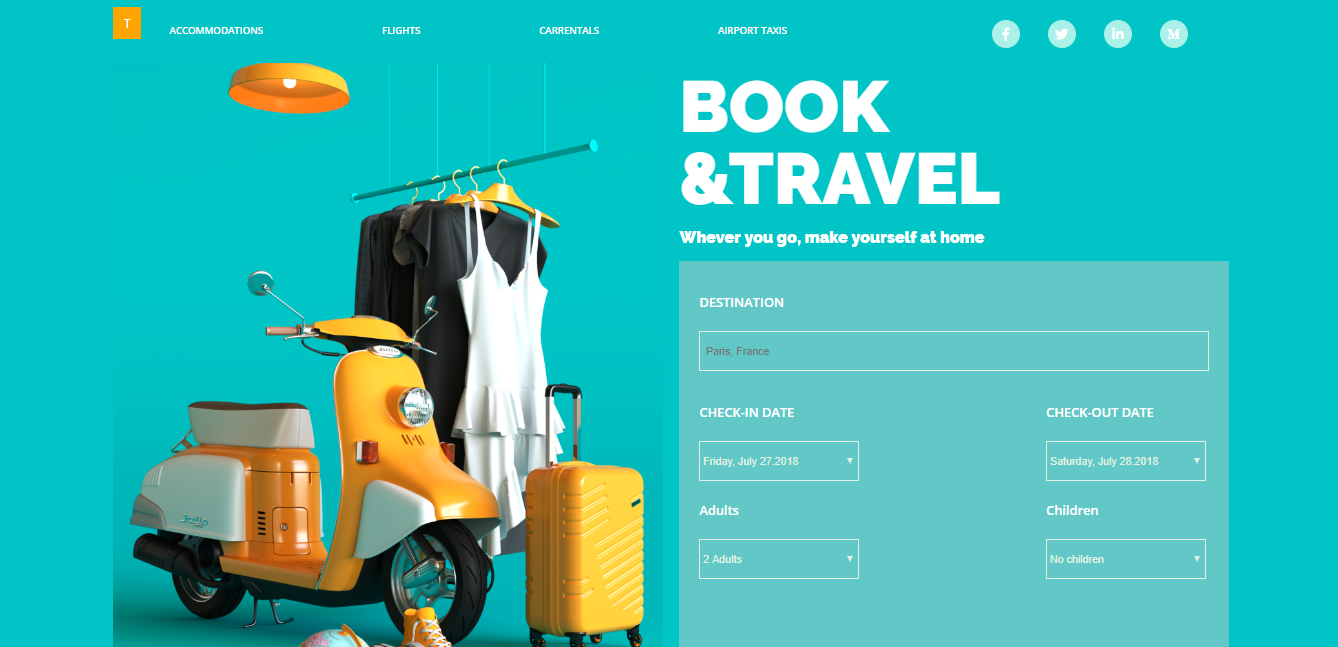 T
ACCOMMODATIONS FLIGHTS CARRENTALS AIRPORT TAXIS
BOOK
&TRAVEL
Whever you go, make yourself at home
DESTINATION
Paris, France
CHECK-IN DATE CHECK-OUT DATE
Friday, July 27.2018 Saturday, July 28.2018
Adults Children
2 Adults No children